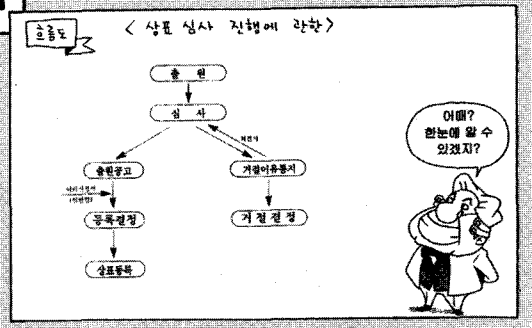 흐름도
< 상표 심사 진행에 관한>
출 원
심 사
출원공고
거절이유통지
등록결정
거절결정
상표등록
어때?
한눈에 알 수
있겠지?